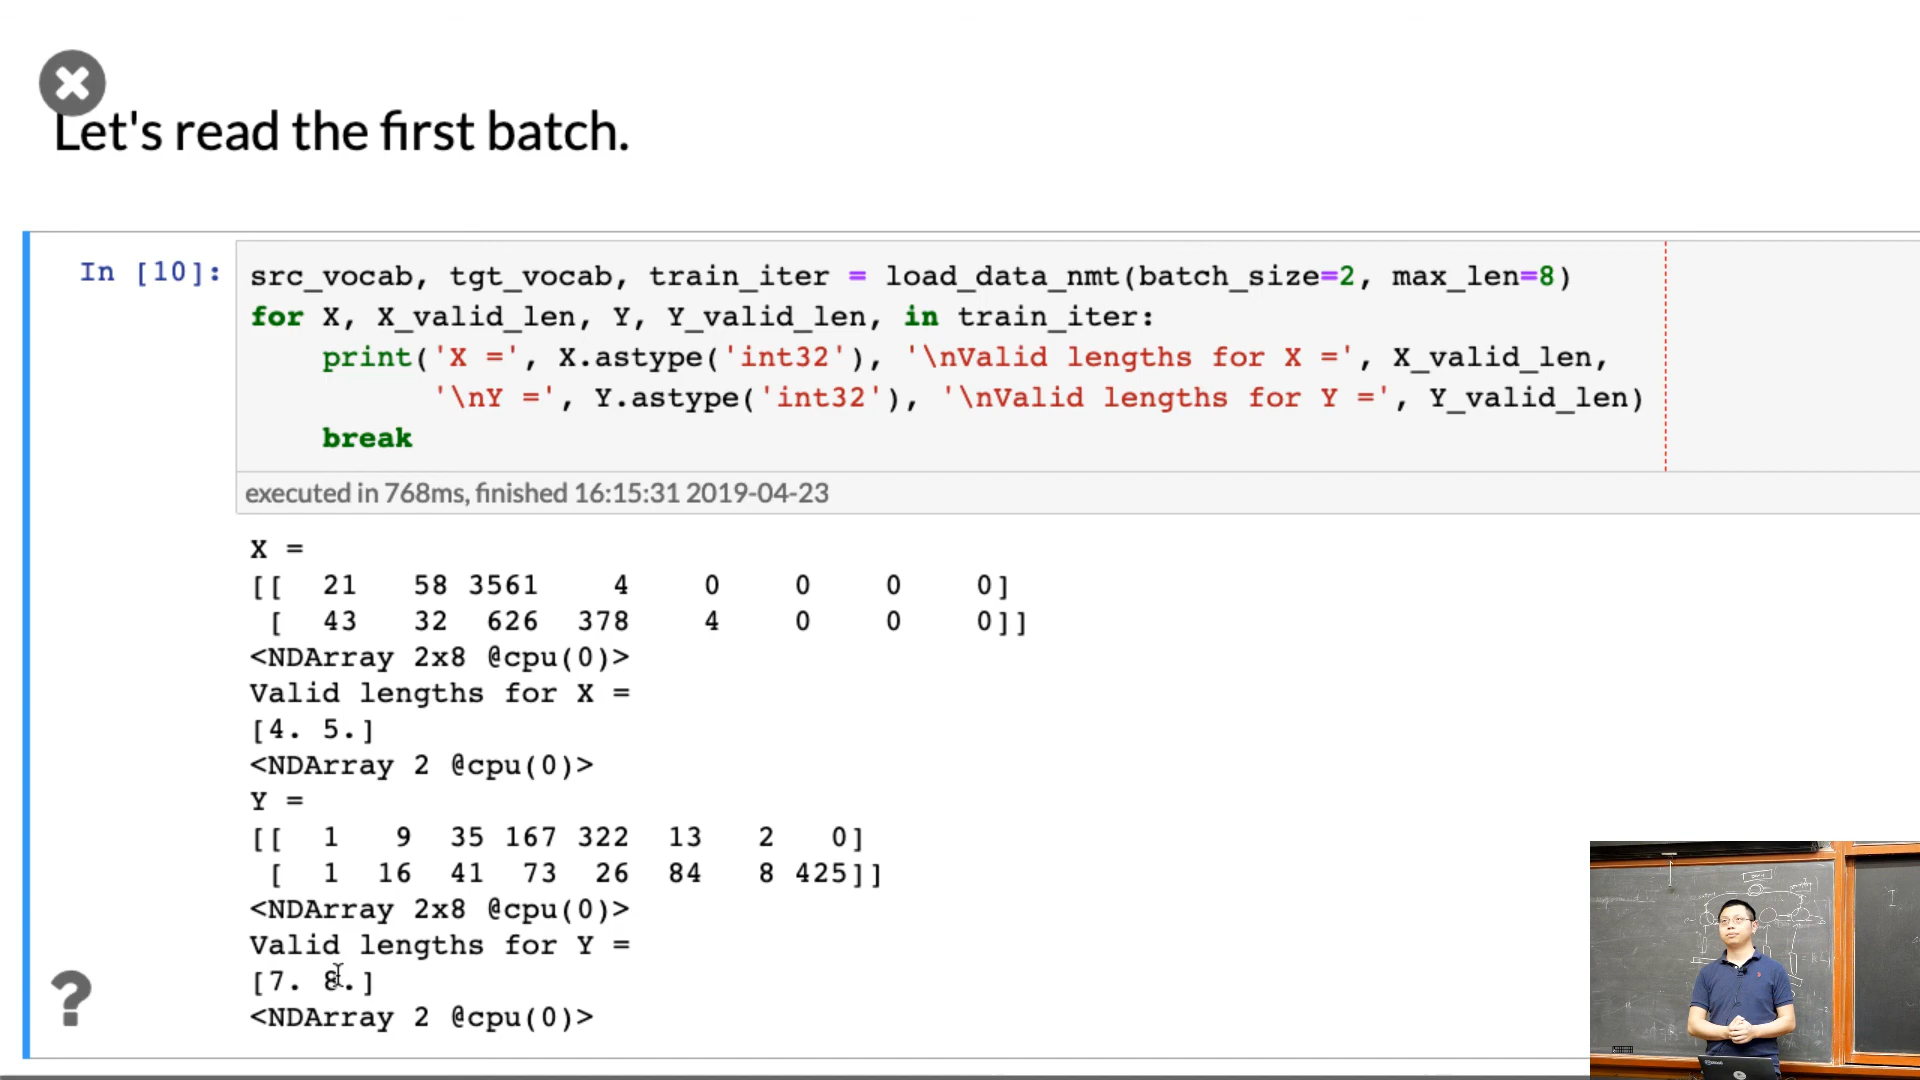 Let's read the first batch.
In [10]:
src_vocab, tgt_vocab, train_iter = load_data_nmt(batch_size=2, max_len=8)
for X, X_valid_len, Y, Y_valid_len, in train_iter:
    print('X =', X.astype('int32'), '\nValid lengths for X =', X_valid_len,
          '\nY =', Y.astype('int32'), '\nValid lengths for Y =', Y_valid_len)
    break
executed in 768ms, finished 16:15:31 2019-04-23
X =
[[  21   58 3561    4    0    0    0    0]
 [  43   32  626  378    4    0    0    0]]
<NDArray 2x8 @cpu(0)>
Valid lengths for X =
[4. 5.]
<NDArray 2 @cpu(0)>
Y =
[[  1   9  35 167 322  13   2   0]
 [  1  16  41  73  26  84   8 425]]
<NDArray 2x8 @cpu(0)>
Valid lengths for Y =
[7. 8.]
<NDArray 2 @cpu(0)>
?